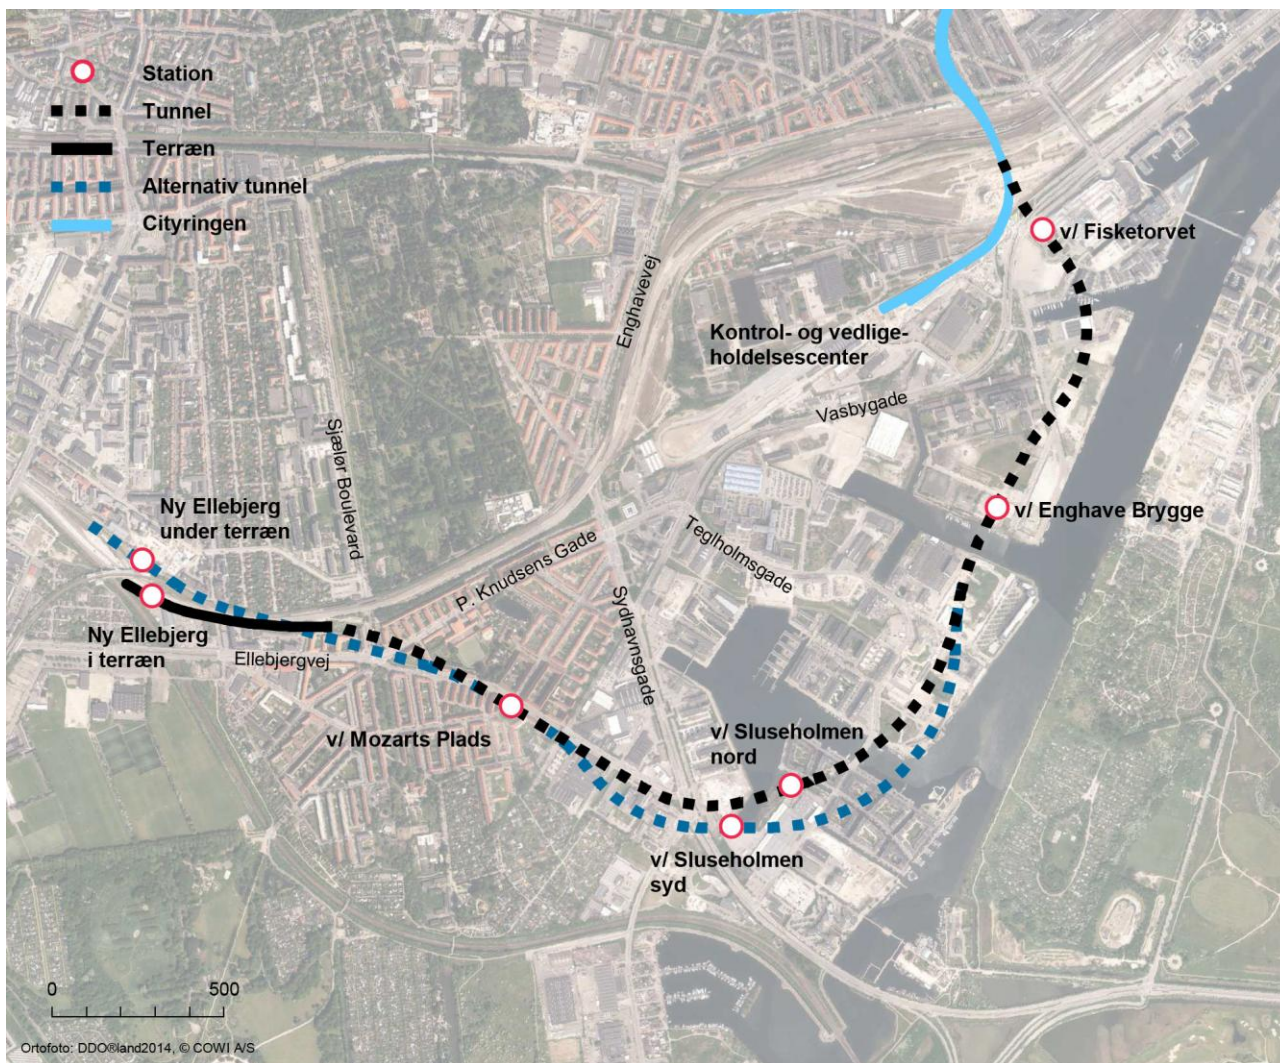 Station
Tunnel
Terræn
Alternativ tunnel
Cityringen
v/ Fisketorvet
Enghavevej
Kontrol- og vedlige-
holdelsescenter
Vasbygade
Sjælør Boulevard
Ny Ellebjerg
under terræn
v/ Enghave Brygge
Teglholmsgade
P. Knudsens Gade
Sydhavnsgade
Ny Ellebjerg
i terræn
Ellebjergvej
v/ Mozarts Plads
v/ Sluseholmen
nord
v/ Sluseholmen
syd
0 500
Ortofoto: DDO®land2014, © COWI A/S